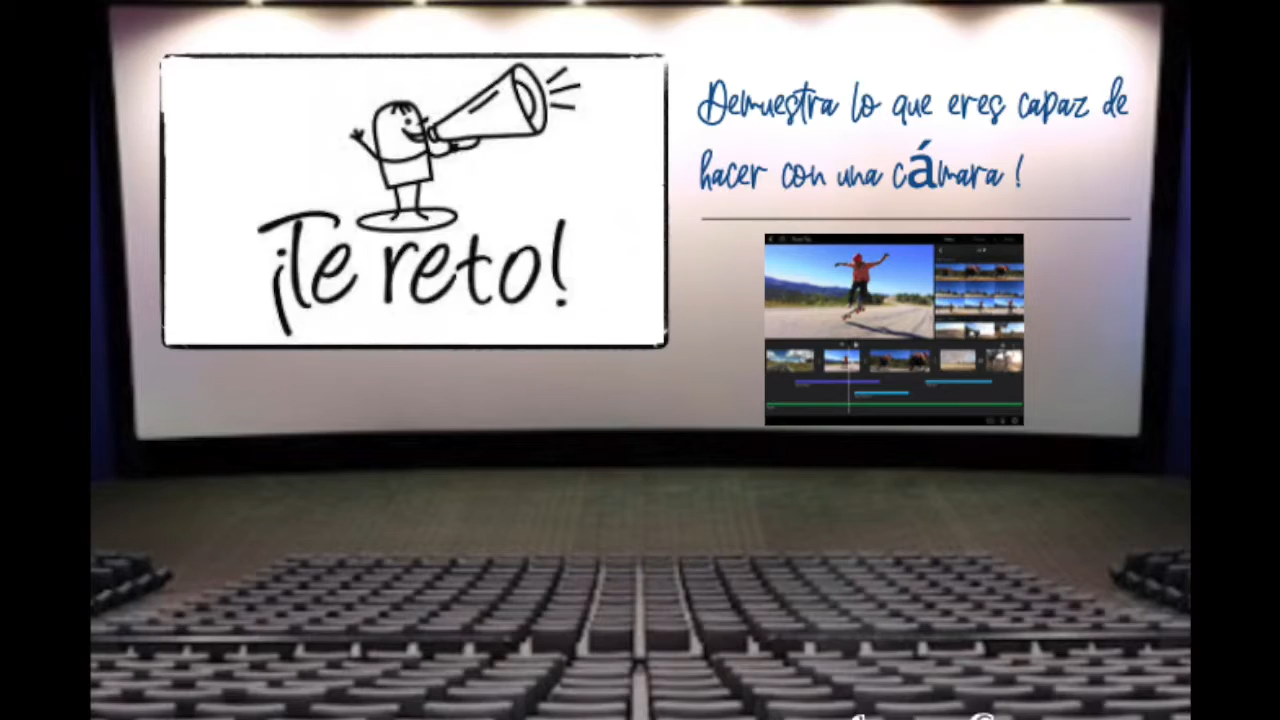 ¡Te reto!
Demuestra lo que eres capaz de
hacer con una cámara !